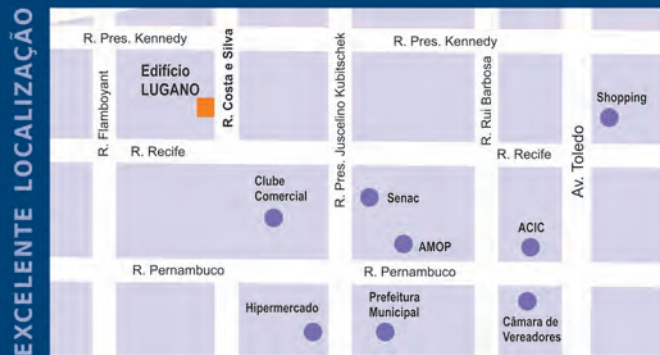 EXCELENTE LOCALIZAÇÃO
R. Pres. Kennedy
R. Pres. Kennedy
Edifício
LUGANO
R. Flamboyant
R. Costa e Silva
R. Pres. Juscelino Kubitschek
R. Rui Barbosa
Av. Toledo
Shopping
R. Recife
R. Recife
Clube
Comercial
Senac
AMOP
ACIC
R. Pernambuco
R. Pernambuco
Hipermercado
Prefeitura
Municipal
Câmara de
Vereadores